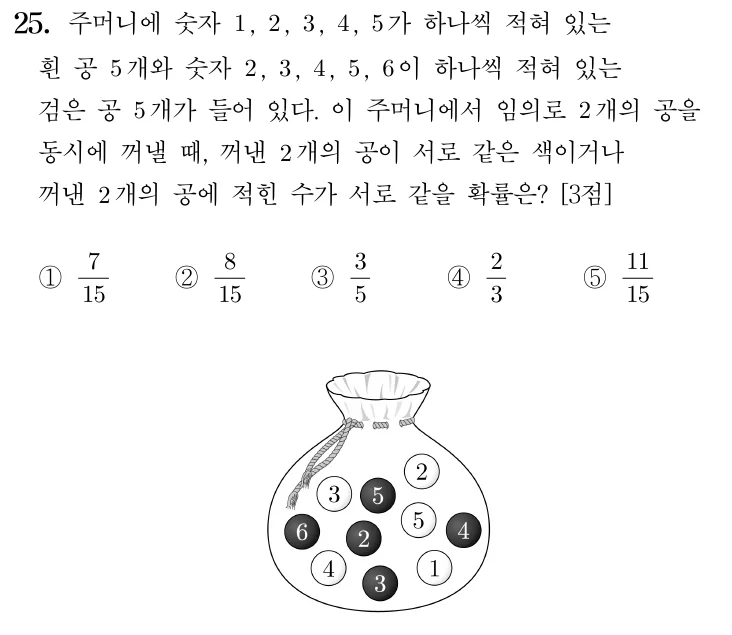 25. 주머니에 숫자 1, 2, 3, 4, 5가 하나씩 적혀 있는
흰 공 5개와 숫자 2, 3, 4, 5, 6이 하나씩 적혀 있는
검은 공 5개가 들어 있다. 이 주머니에서 임의로 2개의 공을
동시에 꺼낼 때, 꺼낸 2개의 공이 서로 같은 색이거나
꺼낸 2개의 공에 적힌 수가 서로 같을 확률은? [3점]
① 7/15 ② 8/15 ③ 3/5 ④ 2/3 ⑤ 11/15
2
3 5
5
6 2 4
4 1
3